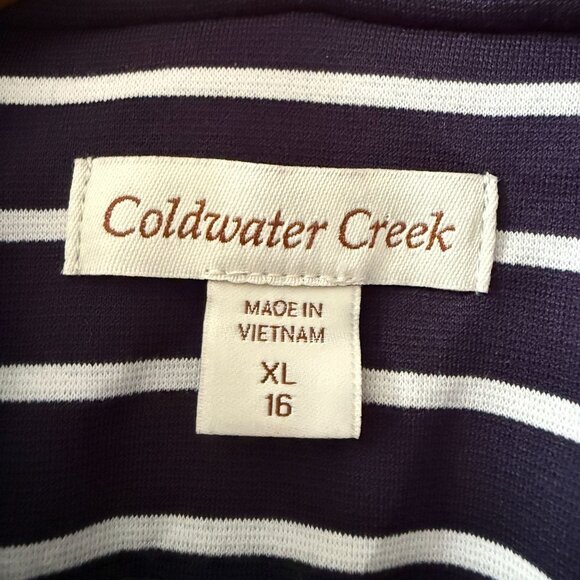 Coldwater Creek
MADE IN
VIETNAM
XL
16